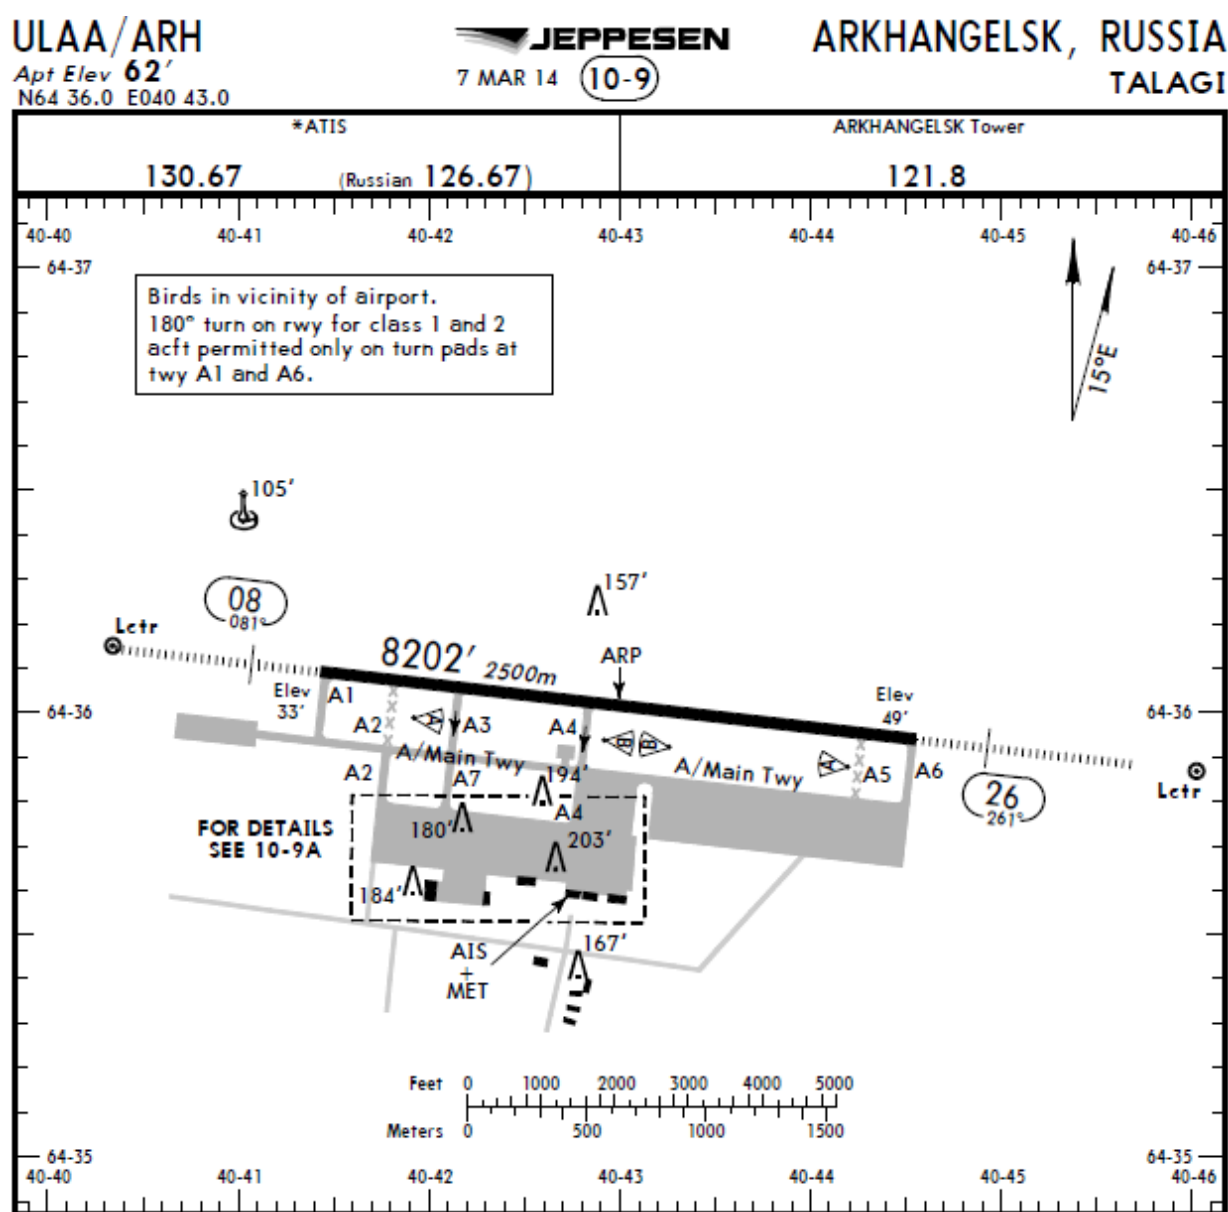 ULAA/ARH
Apt Elev 62'
N64 36.0 E040 43.0
JEPPESEN
7 MAR 14 10-9
ARKHANGELSK, RUSSIA
TALAGI
*ATIS
130.67 (Russian 126.67)
ARKHANGELSK Tower
121.8
40-40 40-41 40-42 40-43 40-44 40-45 40-46
64-37 64-37
Birds in vicinity of airport.
180° turn on rwy for class 1 and 2
acft permitted only on turn pads at
twy A1 and A6.
15°E
105'
157'
08
081°
Lctr
8202' 2500m
ARP
Elev
33'
A1
A2
A
A3
A4
B
B
Elev
49'
64-36 64-36
A/Main Twy
A/Main Twy
A
A5
A6
A2
A7
194'
A4
26
261°
Lctr
FOR DETAILS
SEE 10-9A
180'
203'
184'
AIS
+
MET
167'
Feet 0 1000 2000 3000 4000 5000
Meters 0 500 1000 1500
64-35 64-35
40-40 40-41 40-42 40-43 40-44 40-45 40-46